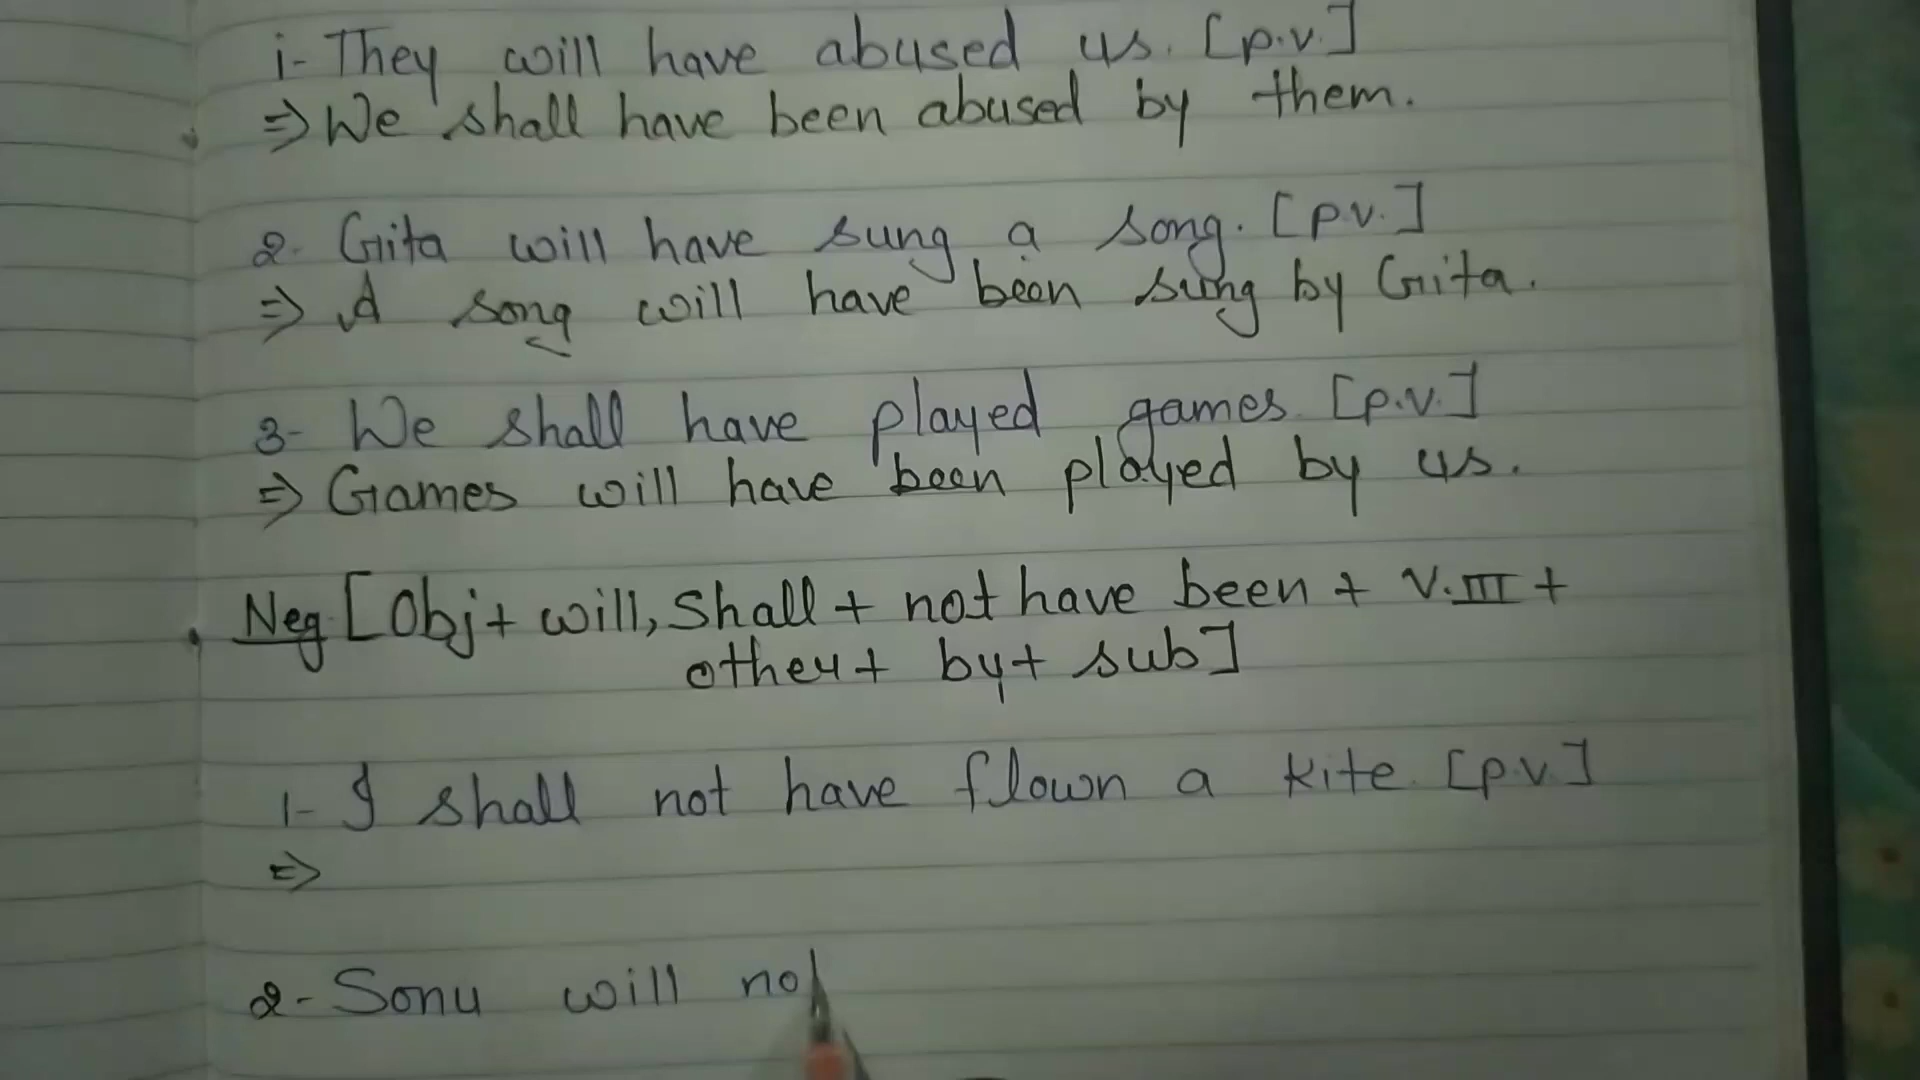 i- They will have abused us. [p.v.]
=> We shall have been abused by them.
2- Gita will have sung a song. [p.v.]
=> A song will have been sung by Gita.
3- We shall have played games. [p.v.]
=> Games will have been played by us.
Neg [Obj + will, Shall + not have been + V.III +
other + by + sub]
1- I shall not have flown a kite. [p.v]
=>
2- Sonu will not